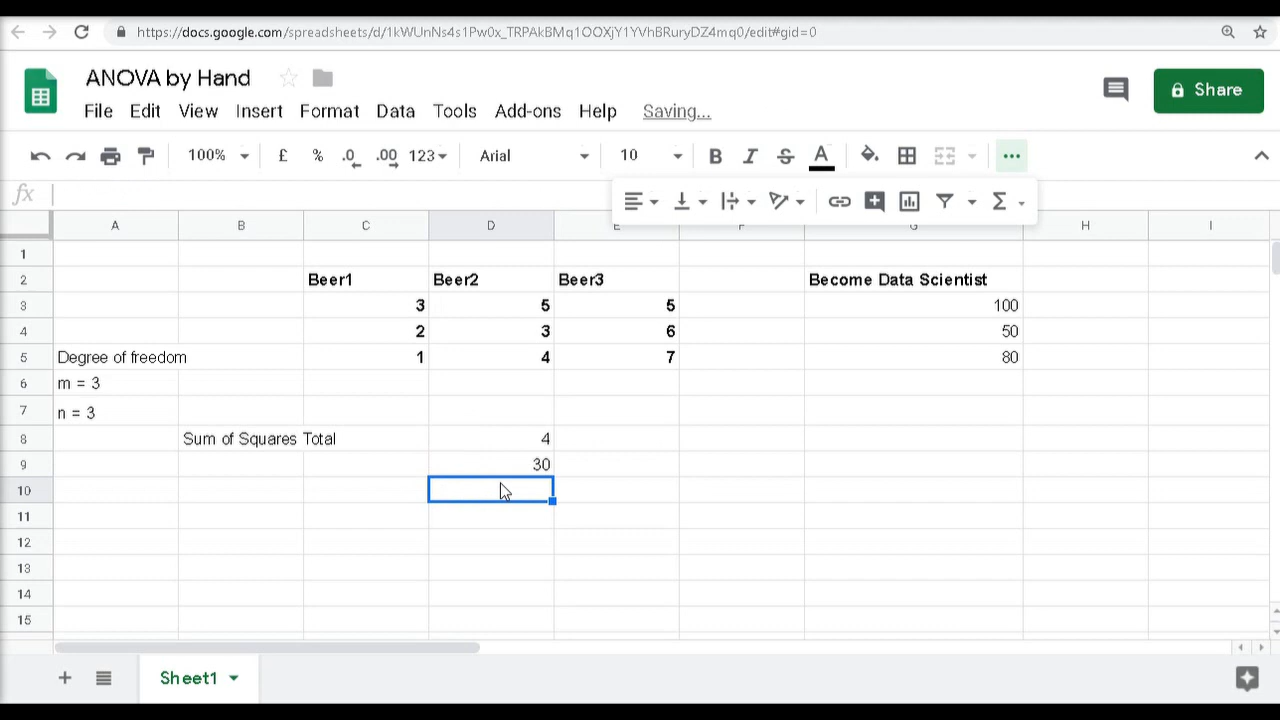 https://docs.google.com/spreadsheets/d/1kWUnNs4s1Pw0x_TRPAkBMq1OOXjY1YVhBRuryDZ4mq0/edit#gid=0
ANOVA by Hand
File Edit View Insert Format Data Tools Add-ons Help Saving...
Share
100% £ % .0 .00 123 Arial 10 B I S A
fx
A B C D E F G H I
1
2 Beer1 Beer2 Beer3 Become Data Scientist
3 3 5 5 100
4 2 3 6 50
5 Degree of freedom 1 4 7 80
6 m = 3
7 n = 3
8 Sum of Squares Total 4
9 30
10
11
12
13
14
15
Sheet1